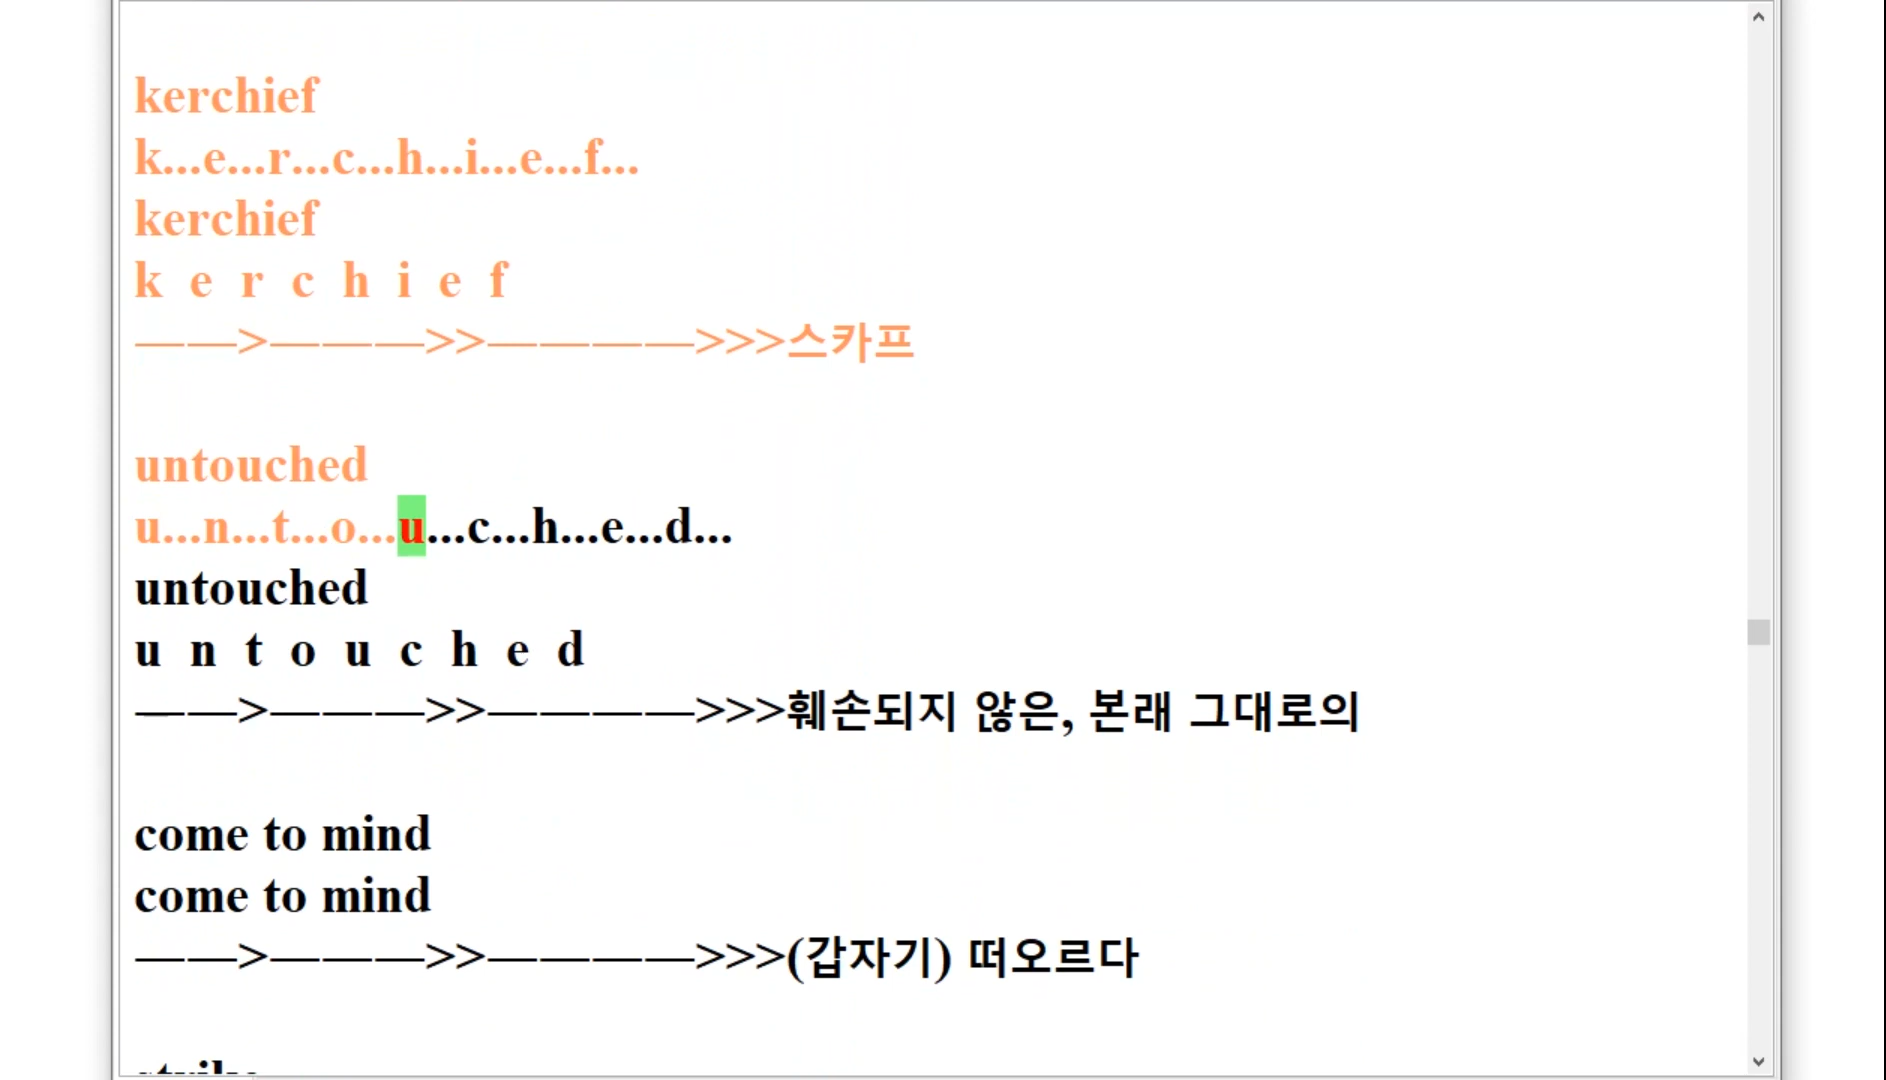 kerchief
k...e...r...c...h...i...e...f...
kerchief
k e r c h i e f
——>———>>————>>>스카프
untouched
u...n...t...o...u...c...h...e...d...
untouched
u n t o u c h e d
——>———>>————>>>훼손되지 않은, 본래 그대로의
come to mind
come to mind
——>———>>————>>>(갑자기) 떠오르다